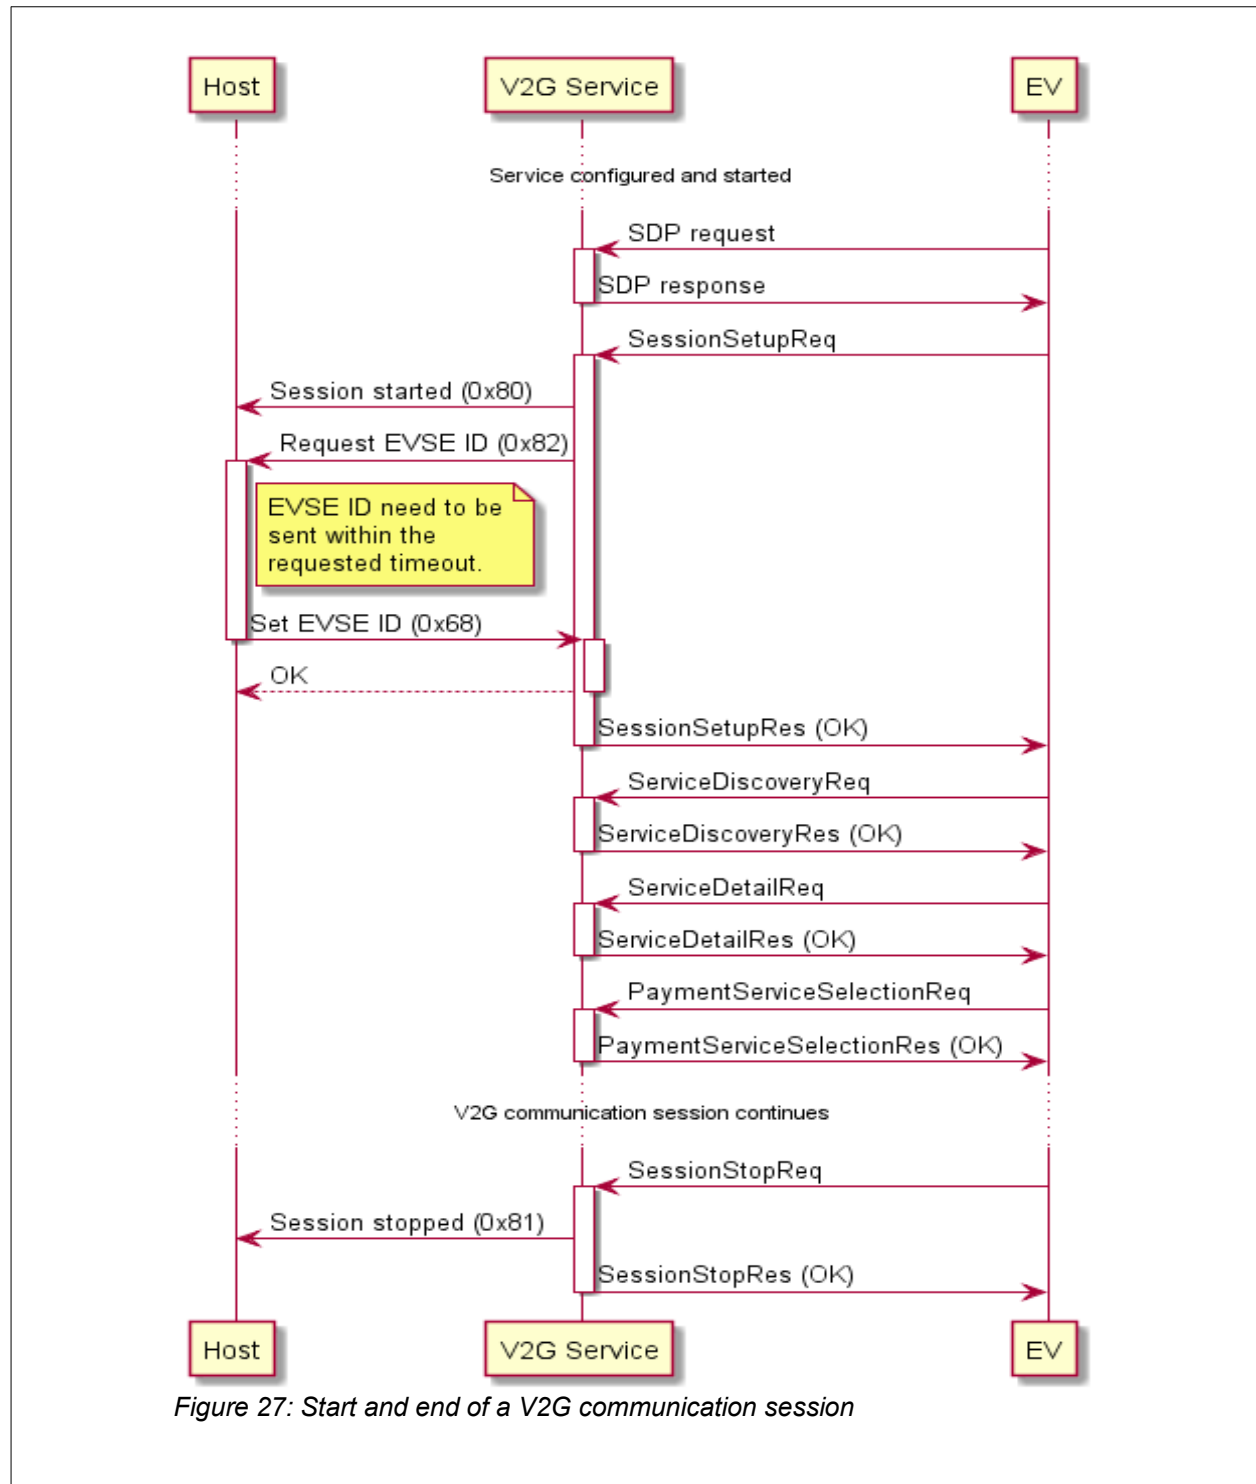 Host
V2G Service
EV
Service configured and started
SDP request
SDP response
SessionSetupReq
Session started (0x80)
Request EVSE ID (0x82)
EVSE ID need to be
sent within the
requested timeout.
Set EVSE ID (0x68)
OK
SessionSetupRes (OK)
ServiceDiscoveryReq
ServiceDiscoveryRes (OK)
ServiceDetailReq
ServiceDetailRes (OK)
PaymentServiceSelectionReq
PaymentServiceSelectionRes (OK)
V2G communication session continues
SessionStopReq
Session stopped (0x81)
SessionStopRes (OK)
Host
V2G Service
EV
Figure 27: Start and end of a V2G communication session